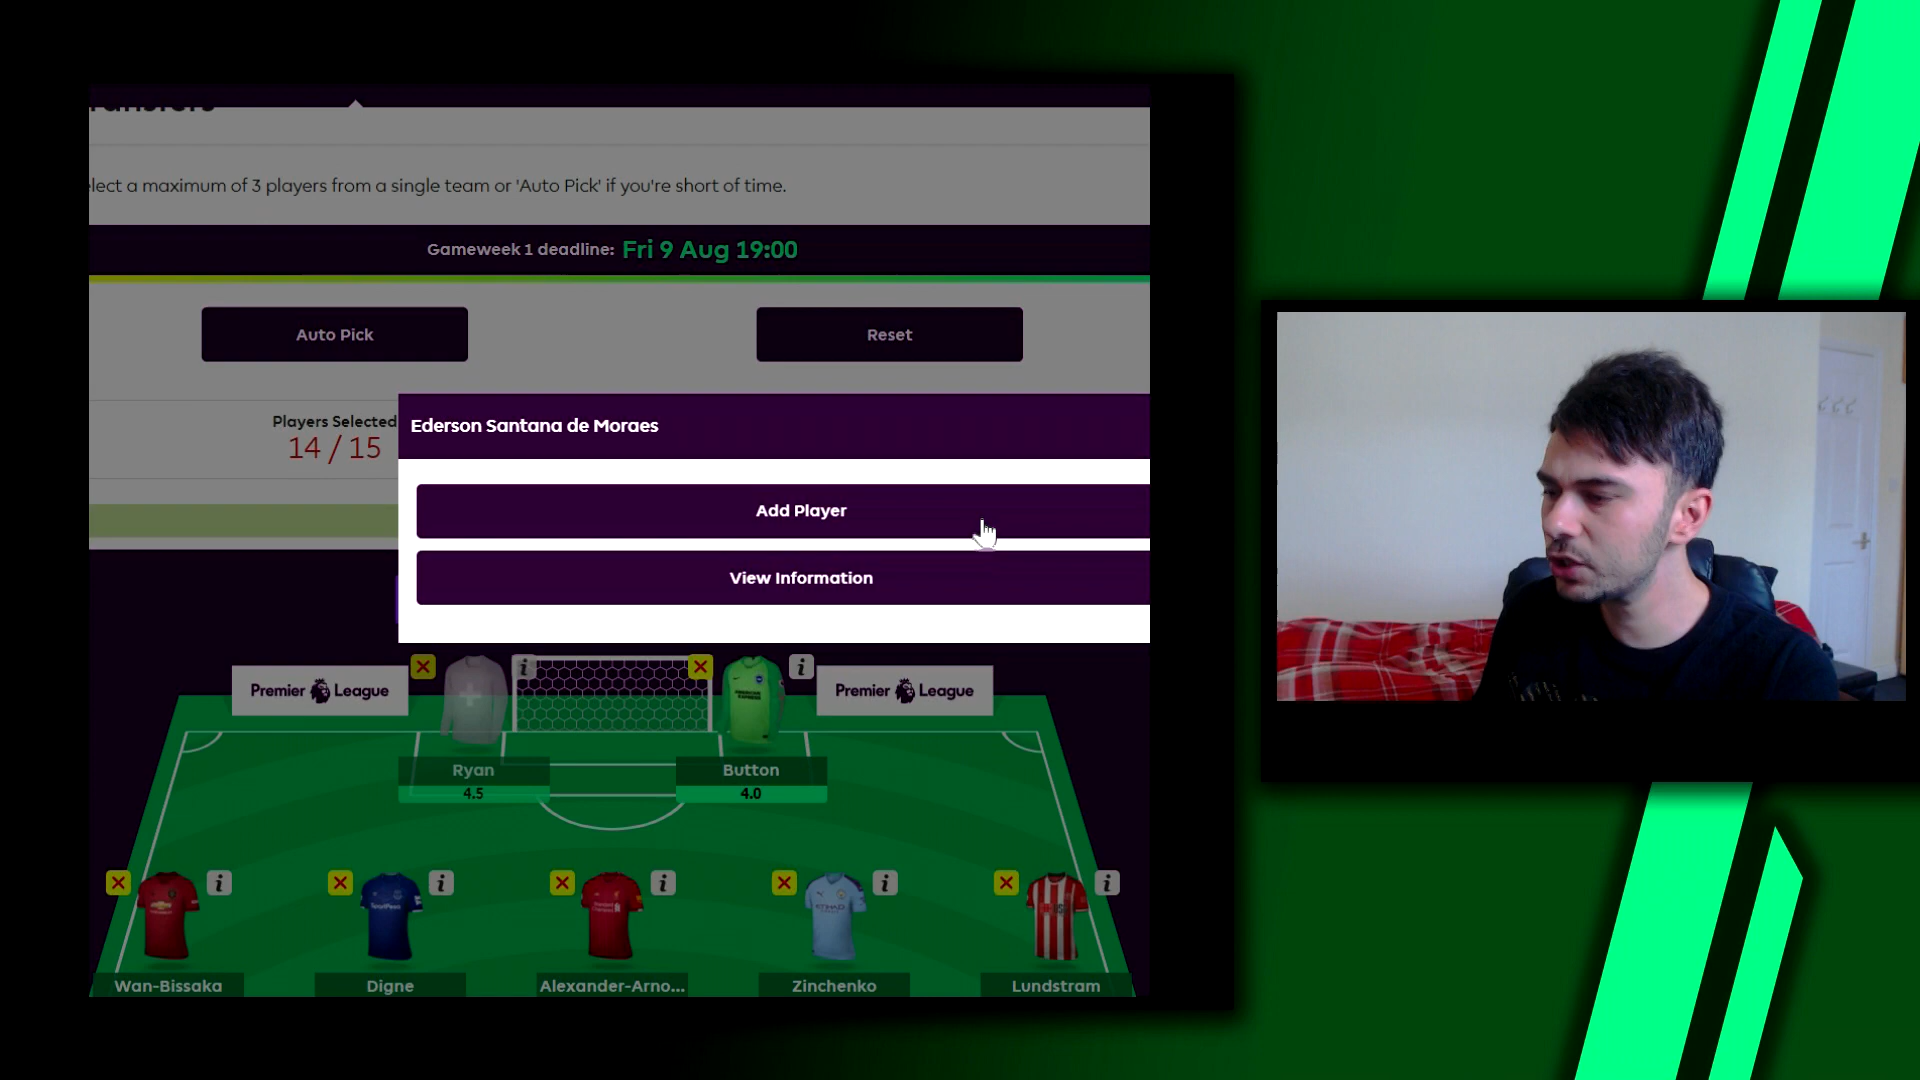 lect a maximum of 3 players from a single team or 'Auto Pick' if you're short of time.
Gameweek 1 deadline: Fri 9 Aug 19:00
Auto Pick
Reset
Players Selected
14 / 15
Ederson Santana de Moraes
Add Player
View Information
Premier League
Premier League
Ryan
4.5
Button
4.0
Wan-Bissaka
Digne
Alexander-Arno...
Zinchenko
Lundstram